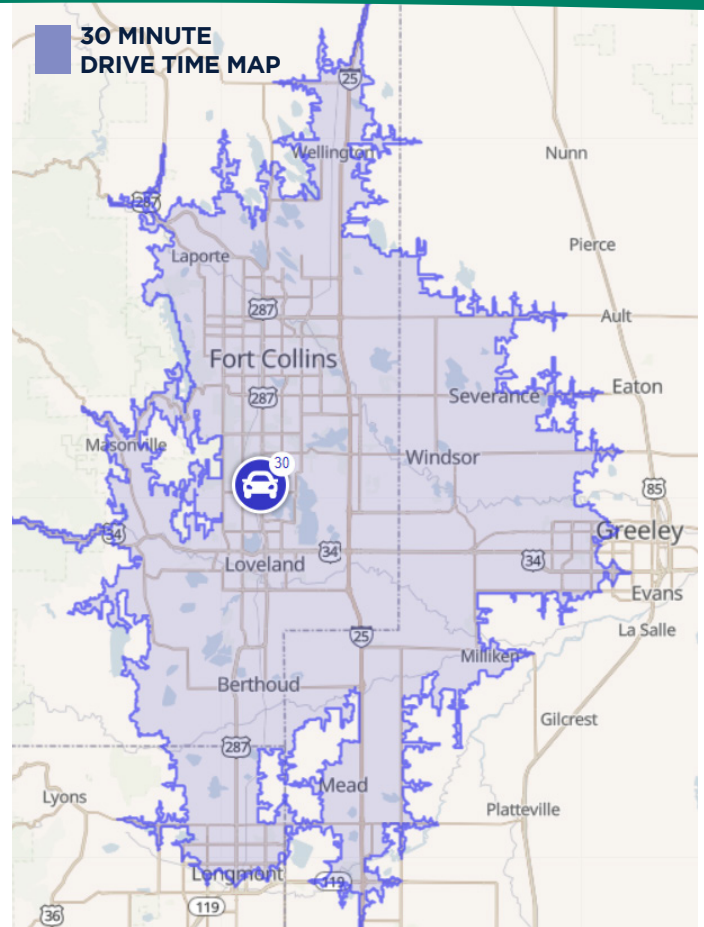 30 MINUTE
DRIVE TIME MAP
25
Wellington
Nunn
287
Pierce
Laporte
287
Ault
Fort Collins
Eaton
287
Severance
Masonville
Windsor
30
85
Greeley
34
34
34
Loveland
Evans
La Salle
25
Milliken
Berthoud
Gilcrest
287
Mead
Lyons
Platteville
Longmont
119
119
36